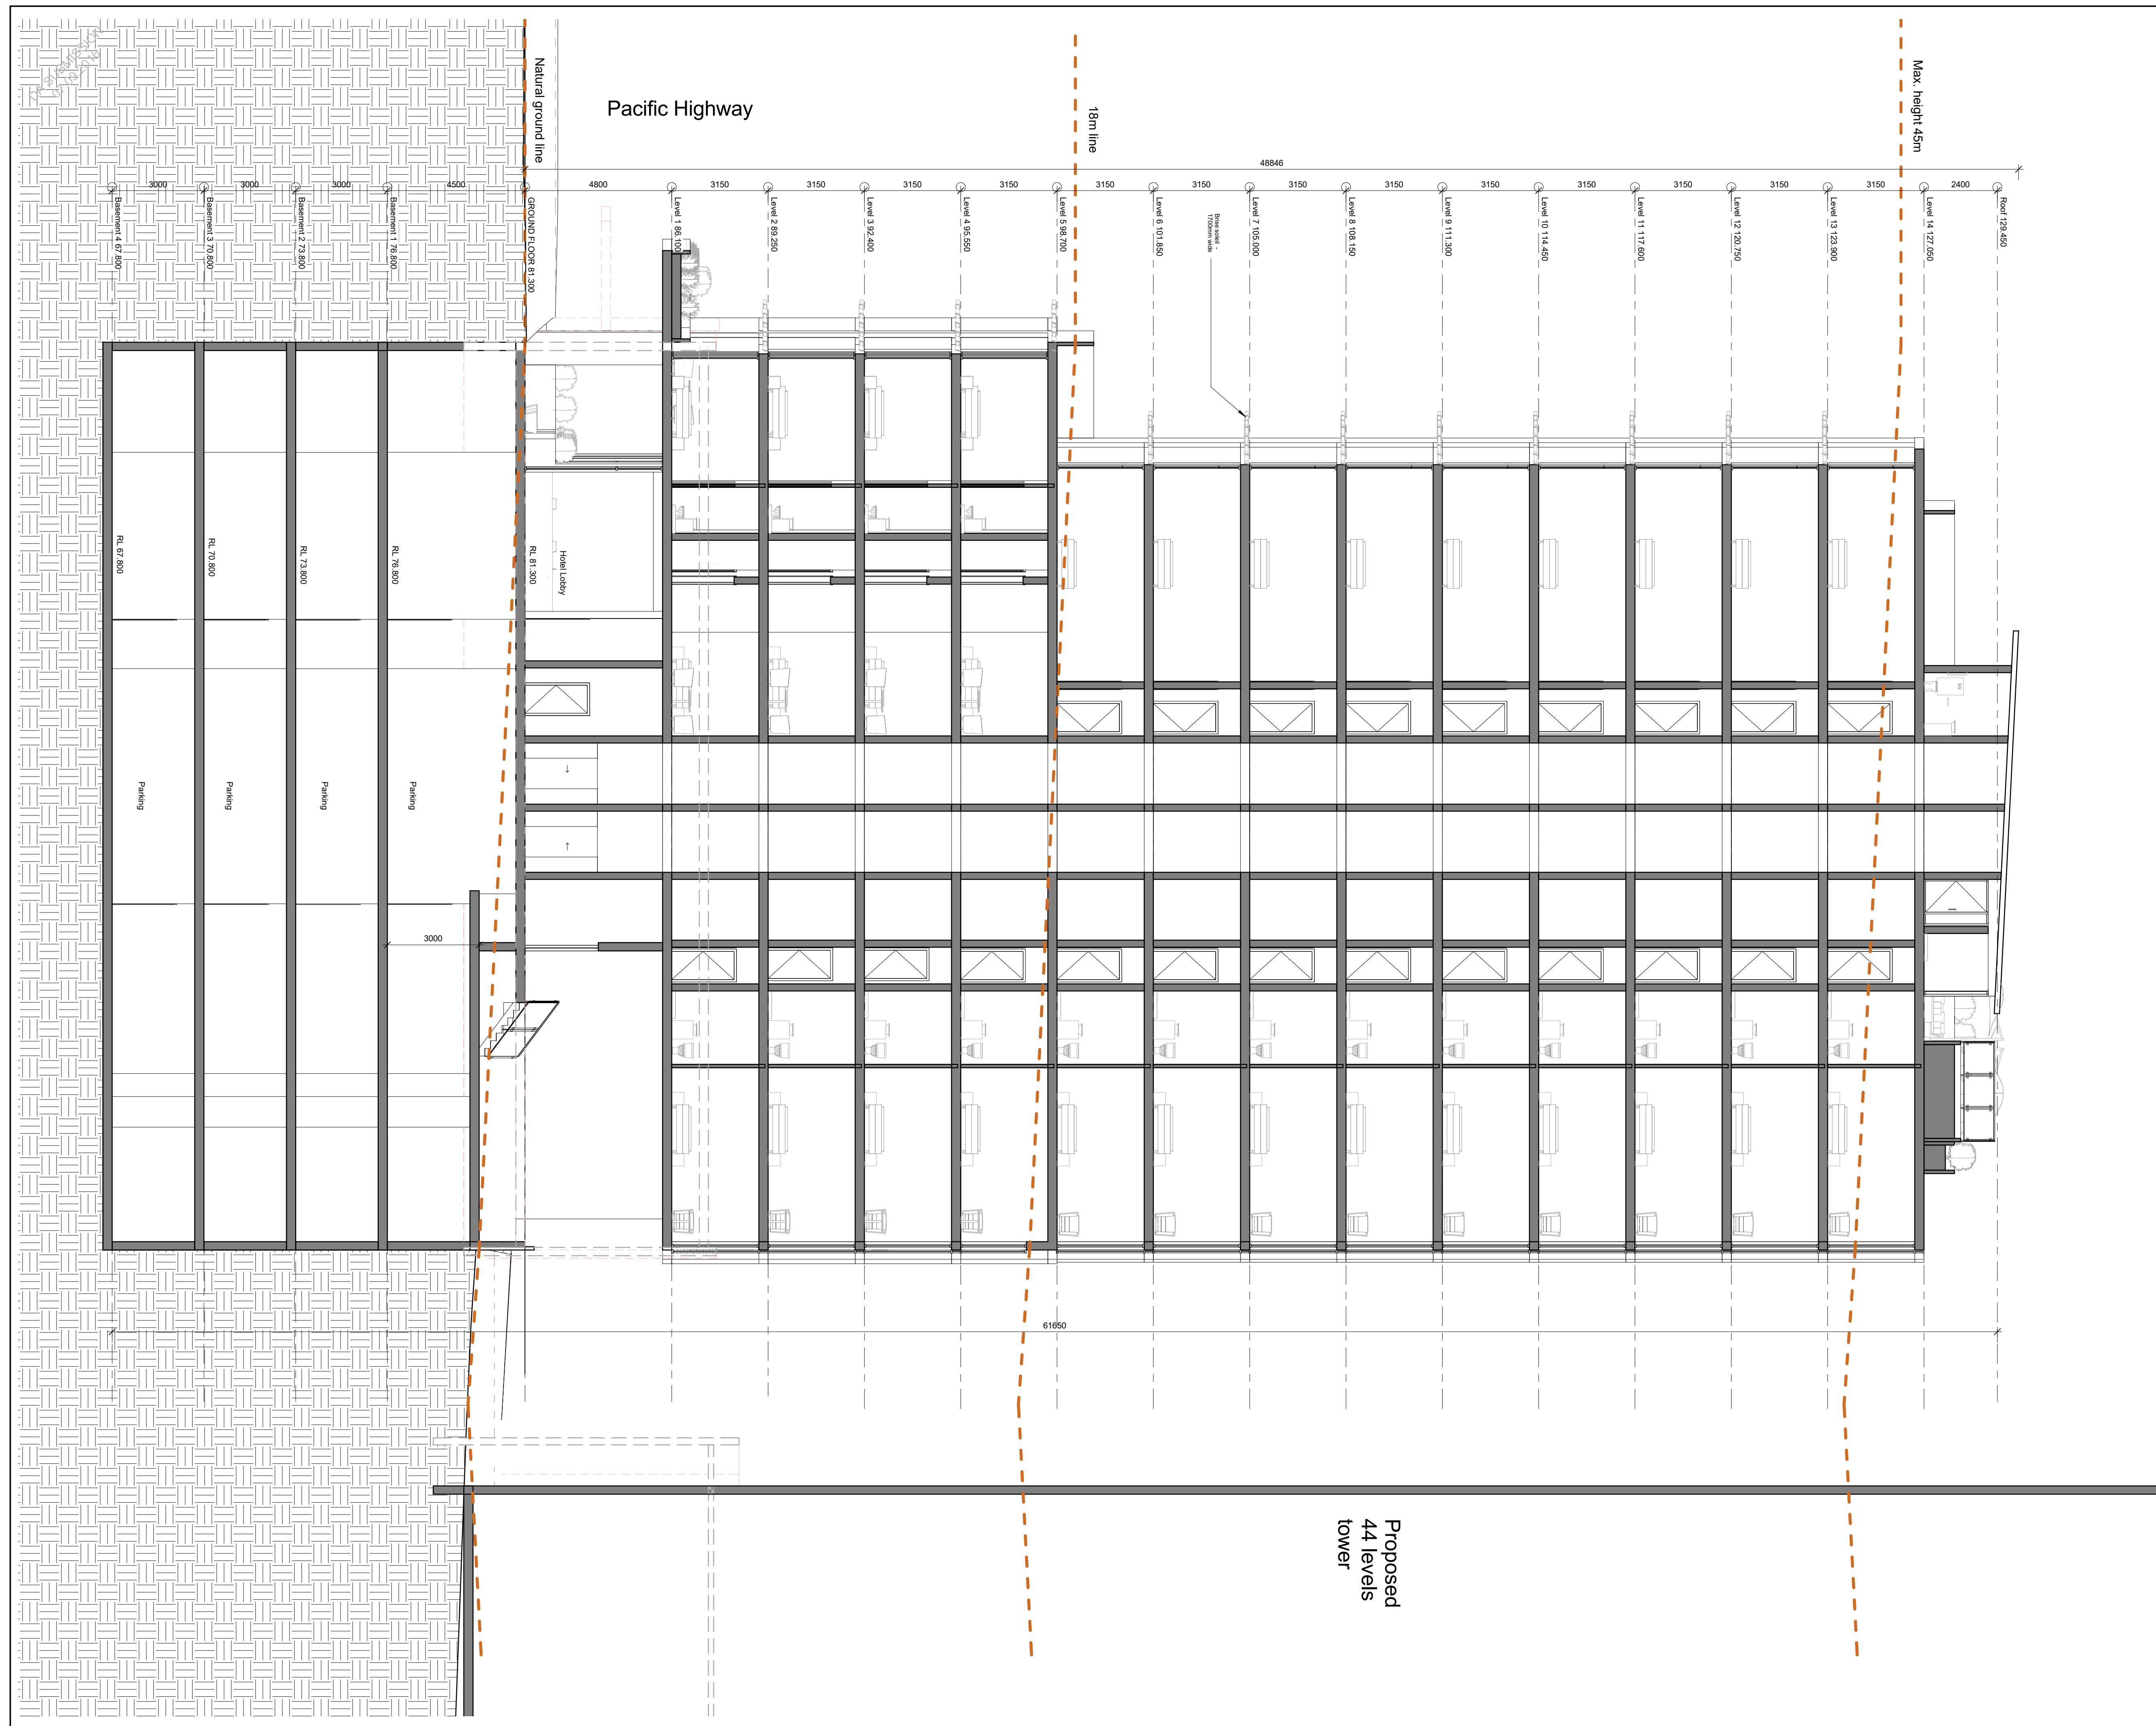 DA SUBMISSION
Natural ground line
Pacific Highway
18m line
Max. height 45m
48846
3000
3000
3000
4500
4800
3150
3150
3150
3150
3150
3150
3150
3150
3150
3150
3150
3150
3150
2400
Basement 4 67.800
Basement 3 70.800
Basement 2 73.800
Basement 1 76.800
GROUND FLOOR 81.300
Level 1 86.100
Level 2 89.250
Level 3 92.400
Level 4 95.550
Level 5 98.700
Level 6 101.850
Level 7 105.000
Level 8 108.150
Level 9 111.300
Level 10 114.450
Level 11 117.600
Level 12 120.750
Level 13 123.900
Level 14 127.050
Roof 129.450
Brise soleil -
1700mm wide
RL 67.800
RL 70.800
RL 73.800
RL 76.800
RL 81.300
Hotel Lobby
Parking
Parking
Parking
Parking
3000
61650
Proposed
44 levels
tower